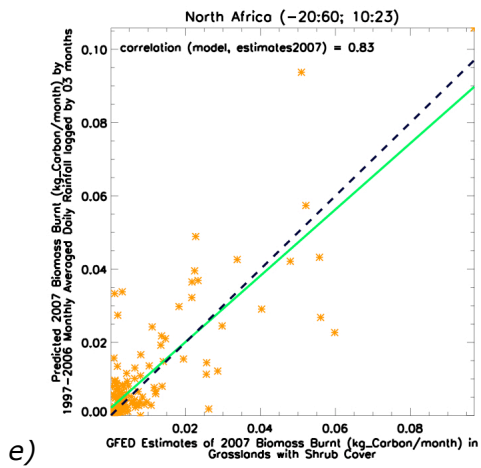 North Africa (-20:60; 10:23)
correlation (model, estimates2007) = 0.83
Predicted 2007 Biomass Burnt (kg_Carbon/month) by
1997-2006 Monthly Averaged Daily Rainfall lagged by 03 months
0.10
0.08
0.06
0.04
0.02
0.00
0.00 0.02 0.04 0.06 0.08
GFED Estimates of 2007 Biomass Burnt (kg_Carbon/month) in
Grasslands with Shrub Cover
e)